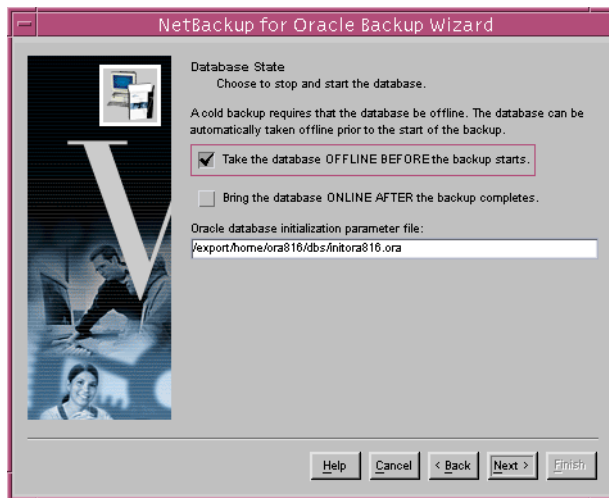 NetBackup for Oracle Backup Wizard
Database State
Choose to stop and start the database.
A cold backup requires that the database be offline. The database can be
automatically taken offline prior to the start of the backup.
Take the database OFFLINE BEFORE the backup starts.
Bring the database ONLINE AFTER the backup completes.
Oracle database initialization parameter file:
/export/home/ora816/dbs/initora816.ora
V
Help Cancel < Back Next > Finish